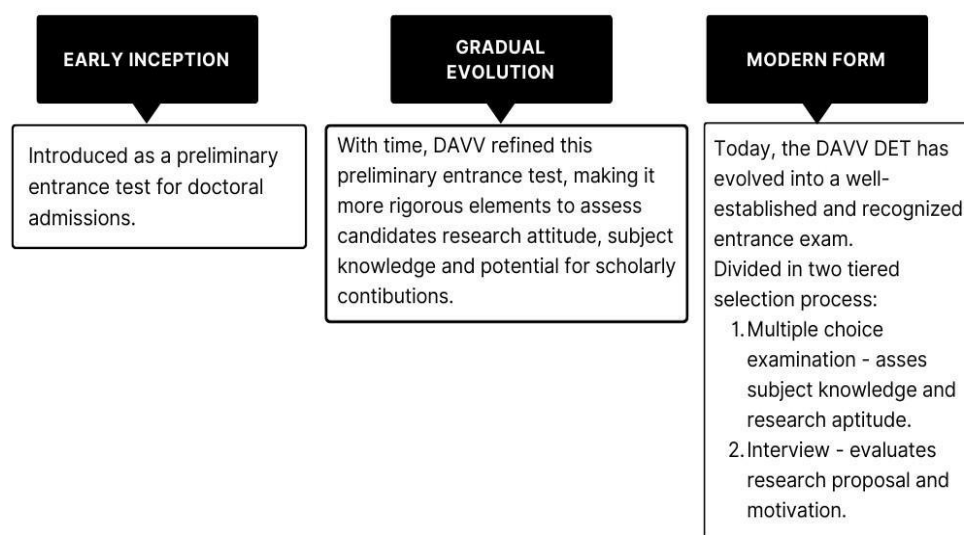 EARLY INCEPTION
Introduced as a preliminary
entrance test for doctoral
admissions.
GRADUAL
EVOLUTION
With time, DAVV refined this
preliminary entrance test, making it
more rigorous elements to assess
candidates research attitude, subject
knowledge and potential for scholarly
contibutions.
MODERN FORM
Today, the DAVV DET has
evolved into a well-
established and recognized
entrance exam.
Divided in two tiered
selection process:
1. Multiple choice
examination - asses
subject knowledge and
research aptitude.
2. Interview - evaluates
research proposal and
motivation.